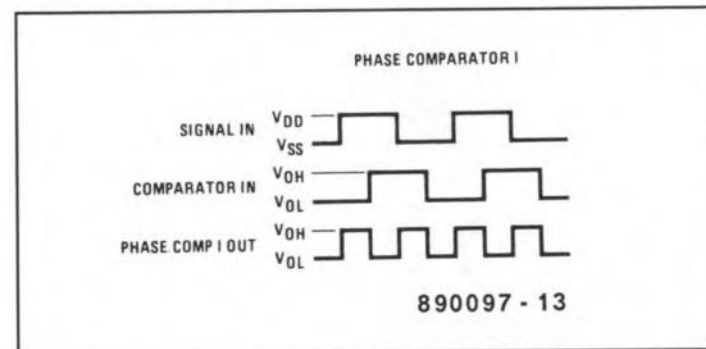 PHASE COMPARATOR I
SIGNAL IN
VDD
VSS
COMPARATOR IN
VOH
VOL
PHASE COMP I OUT
VOH
VOL
890097 - 13